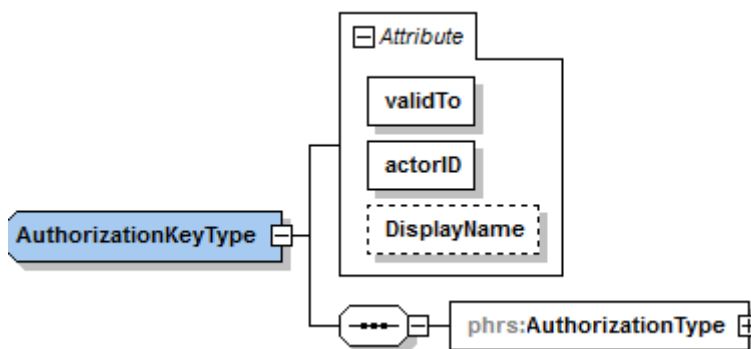 Attribute
validTo
actorID
DisplayName
AuthorizationKeyType
phrs:AuthorizationType